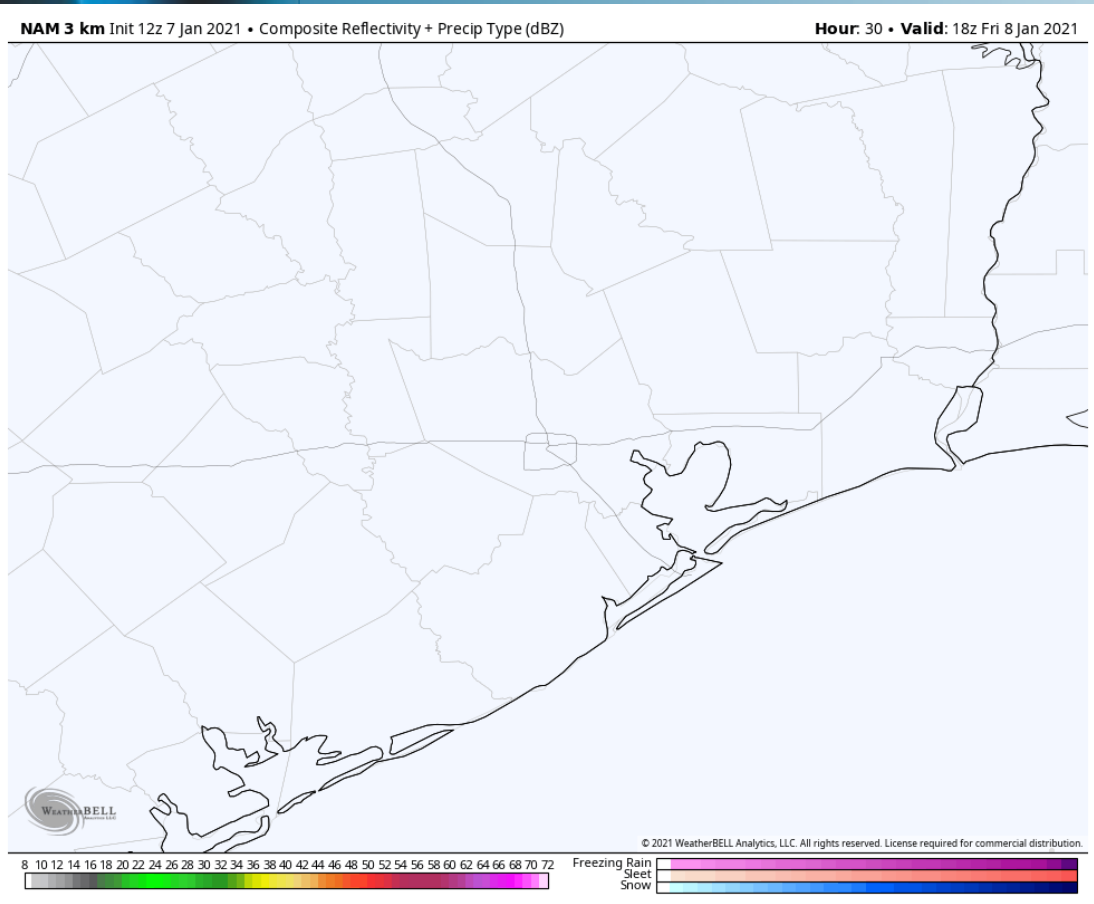 NAM 3 km Init 12z 7 Jan 2021 • Composite Reflectivity + Precip Type (dBZ) Hour: 30 • Valid: 18z Fri 8 Jan 2021
WEATHERBELL
© 2021 WeatherBELL Analytics, LLC. All rights reserved. License required for commercial distribution.
8 10 12 14 16 18 20 22 24 26 28 30 32 34 36 38 40 42 44 46 48 50 52 54 56 58 60 62 64 66 68 70 72
Freezing Rain
Sleet
Snow